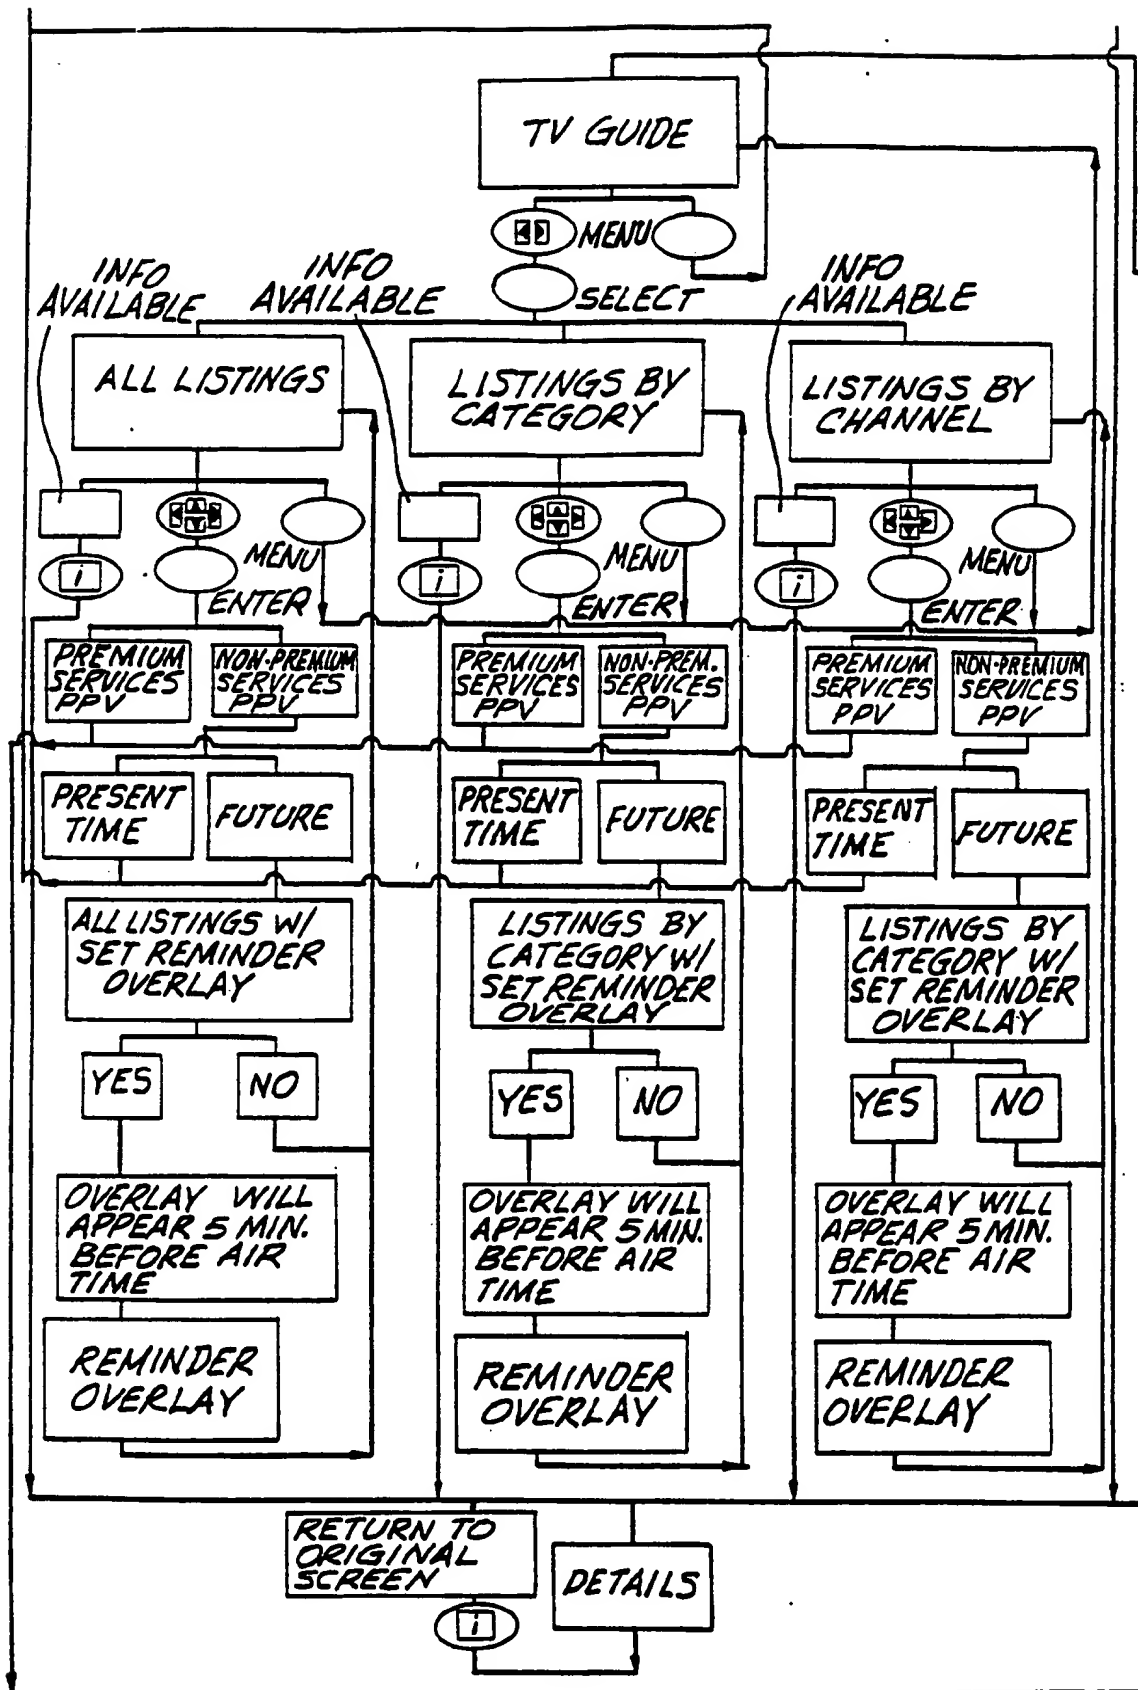 TV GUIDE
MENU
SELECT
INFO
AVAILABLE
INFO
AVAILABLE
INFO
AVAILABLE
ALL LISTINGS
LISTINGS BY
CATEGORY
LISTINGS BY
CHANNEL
i
MENU
ENTER
i
MENU
ENTER
i
MENU
ENTER
PREMIUM
SERVICES
PPV
NON-PREMIUM
SERVICES
PPV
PREMIUM
SERVICES
PPV
NON-PREM.
SERVICES
PPV
PREMIUM
SERVICES
PPV
NON-PREMIUM
SERVICES
PPV
PRESENT
TIME
FUTURE
PRESENT
TIME
FUTURE
PRESENT
TIME
FUTURE
ALL LISTINGS W/
SET REMINDER
OVERLAY
LISTINGS BY
CATEGORY W/
SET REMINDER
OVERLAY
LISTINGS BY
CATEGORY W/
SET REMINDER
OVERLAY
YES
NO
YES
NO
YES
NO
OVERLAY WILL
APPEAR 5 MIN.
BEFORE AIR
TIME
OVERLAY WILL
APPEAR 5 MIN.
BEFORE AIR
TIME
OVERLAY WILL
APPEAR 5 MIN.
BEFORE AIR
TIME
REMINDER
OVERLAY
REMINDER
OVERLAY
REMINDER
OVERLAY
RETURN TO
ORIGINAL
SCREEN
DETAILS
i